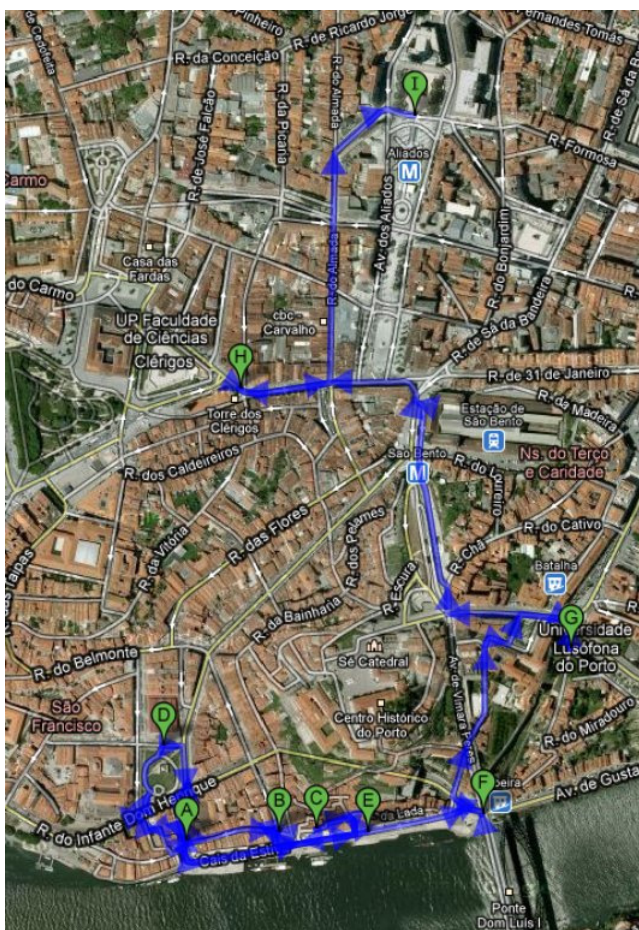 R. de Ricardo Jorge
Fernandes Tomás
R. da Conceição
R. do Almada
R. da Picaria
R. de José Falcão
I
R. Formosa
Aliados
M
Carmo
Av. dos Aliados
R. do Bonjardim
R. de Sá da Bandeira
Casa das
Fardas
do Carmo
R. do Almada
cbc -
Carvalho
UP Faculdade
de Ciências
Clérigos
H
R. de 31 de Janeiro
Torre dos
Clérigos
Estação de
São Bento
R. da Madeira
São Bento
M
R. dos Caldeireiros
R. do Loureiro
Ns. do Terço
e Caridade
R. das Flores
R. da Vitória
R. dos Pelames
R. do Cativo
R. Chã
Batalha
R. Escura
R. da Bainharia
G
Universidade
Lusófona
do Porto
R. do Belmonte
Sé Catedral
Av. de Vimara Peres
São
Francisco
D
Centro Histórico
do Porto
R. do Miradouro
R. do Infante Dom Henrique
A
B
C
E
F
Av. de Gusta
da Lada
Cais da Est
Ponte
Dom Luís I